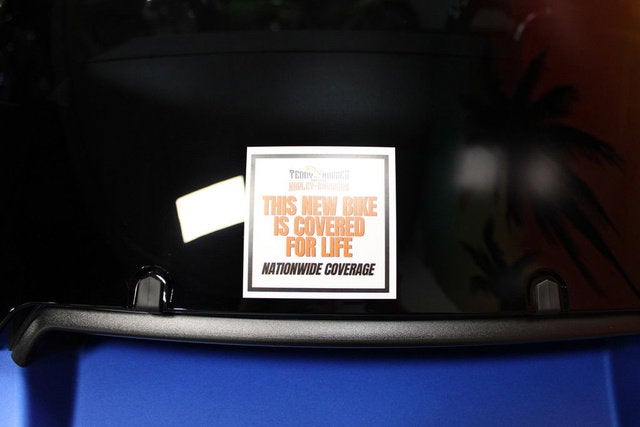 TEDDY MORSE'S
HARLEY-DAVIDSON
THIS NEW BIKE
IS COVERED
FOR LIFE
NATIONWIDE COVERAGE